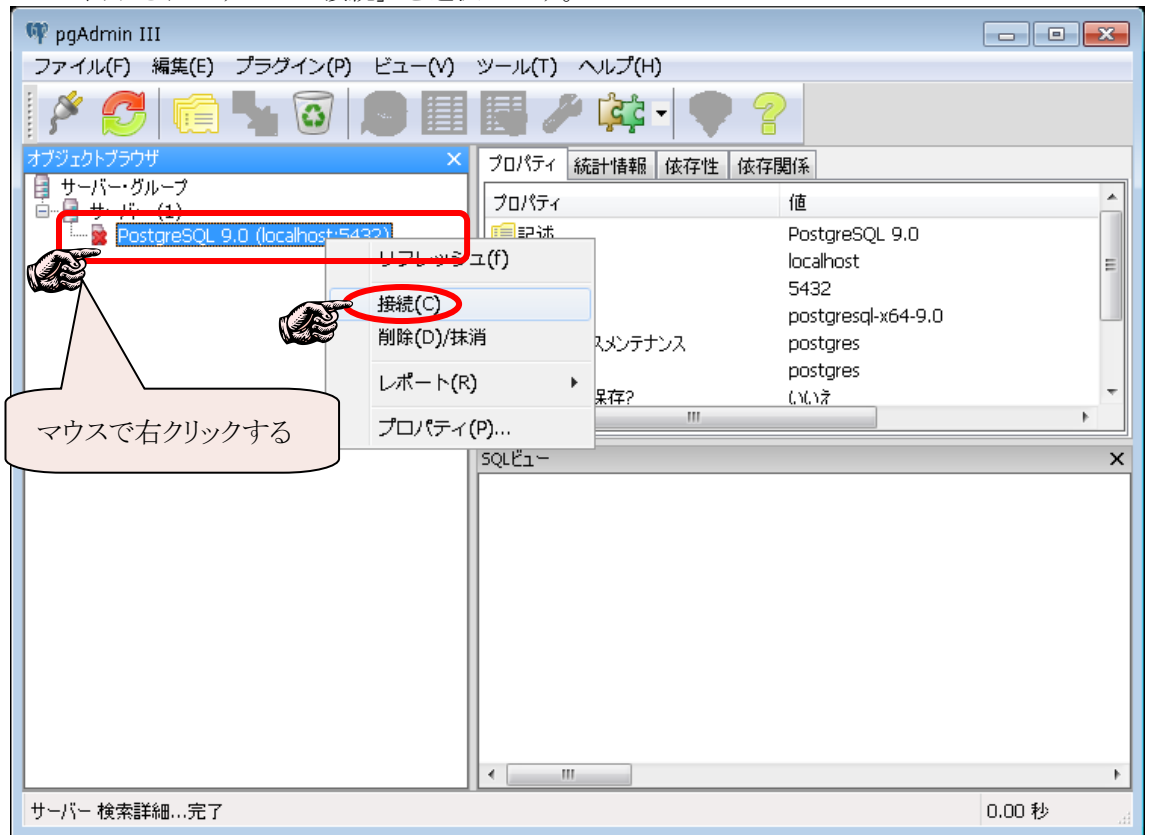 pgAdmin III
ファイル(F) 編集(E) プラグイン(P) ビュー(V) ツール(T) ヘルプ(H)
オブジェクトブラウザ
サーバー・グループ
サーバー (1)
PostgreSQL 9.0 (localhost:5432)
リフレッシュ(f)
接続(C)
削除(D)/抹消
レポート(R)
プロパティ(P)...
マウスで右クリックする
プロパティ 統計情報 依存性 依存関係
プロパティ 値
記述 PostgreSQL 9.0
localhost
5432
postgresql-x64-9.0
メンテナンス postgres
postgres
保存? いいえ
SQLビュー
サーバー 検索詳細...完了 0.00 秒